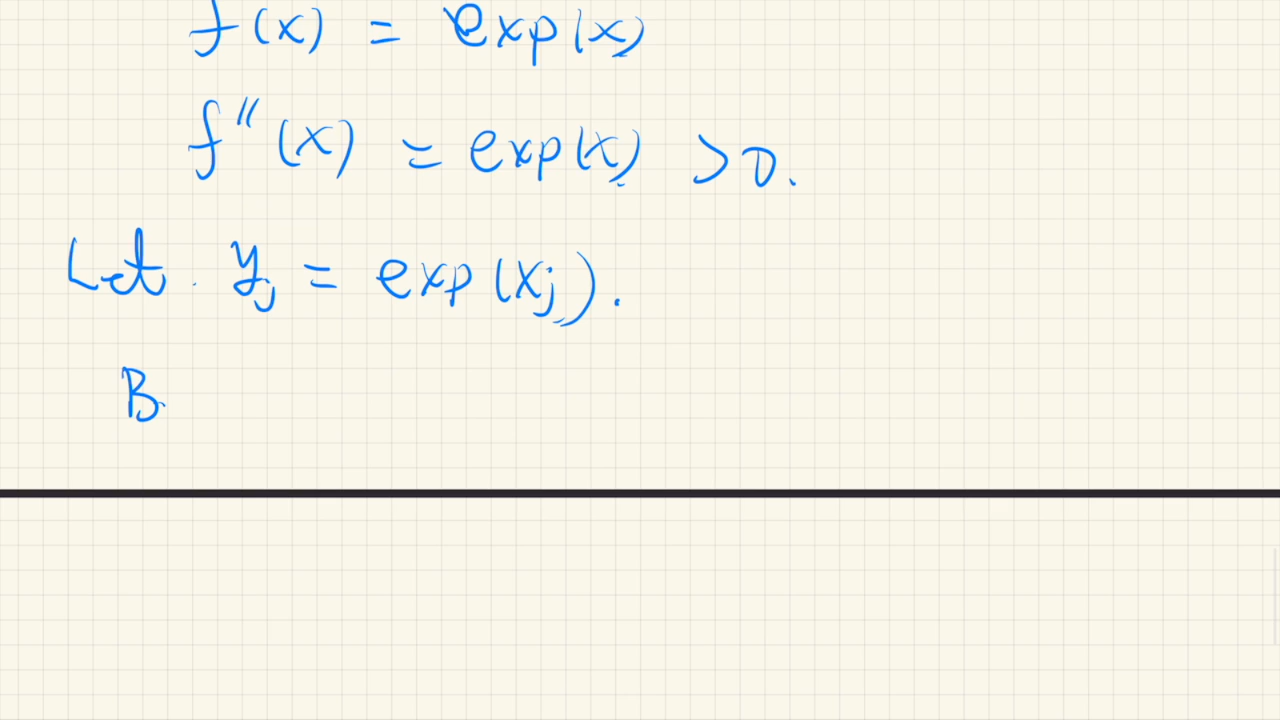 f(x) = exp(x)
f''(x) = exp(x) > 0.
Let. y_j = exp(x_j).
B